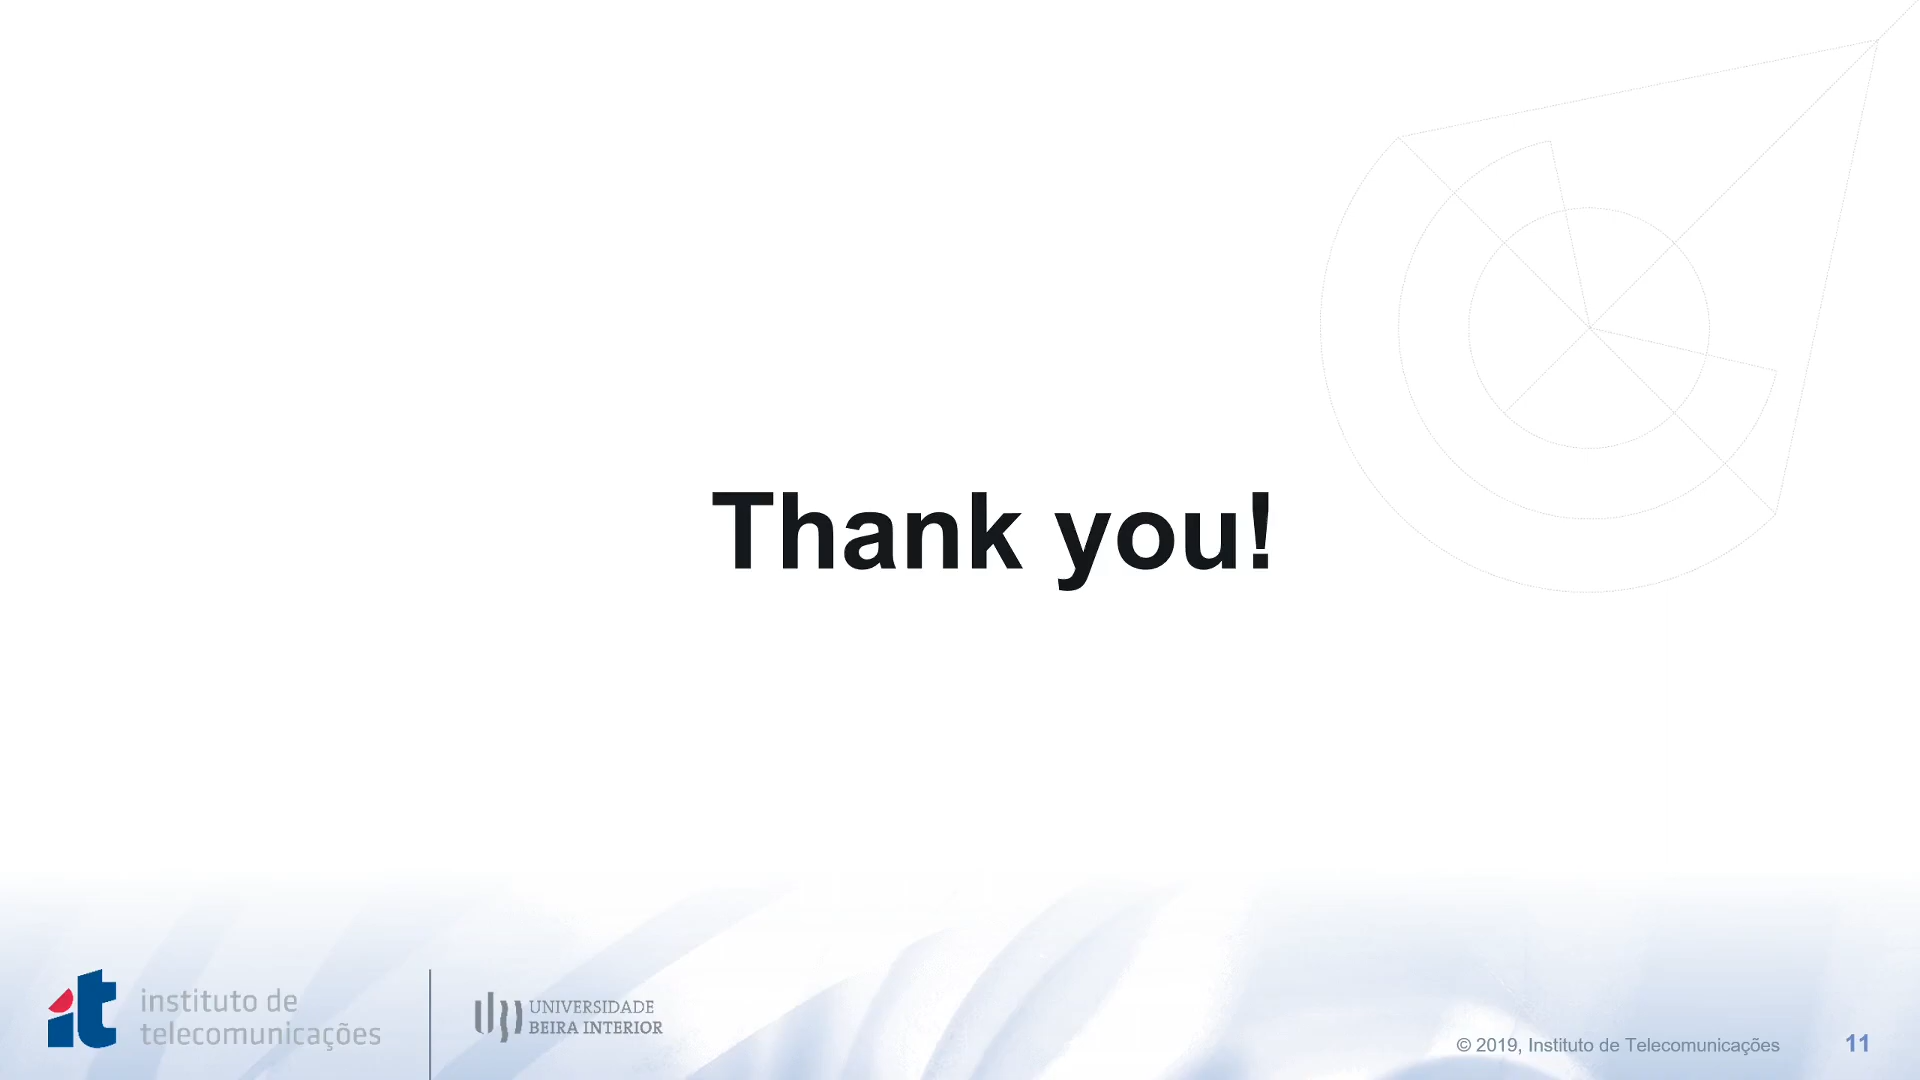 Thank you!
instituto de
telecomunicações
UNIVERSIDADE
BEIRA INTERIOR
© 2019, Instituto de Telecomunicações
11